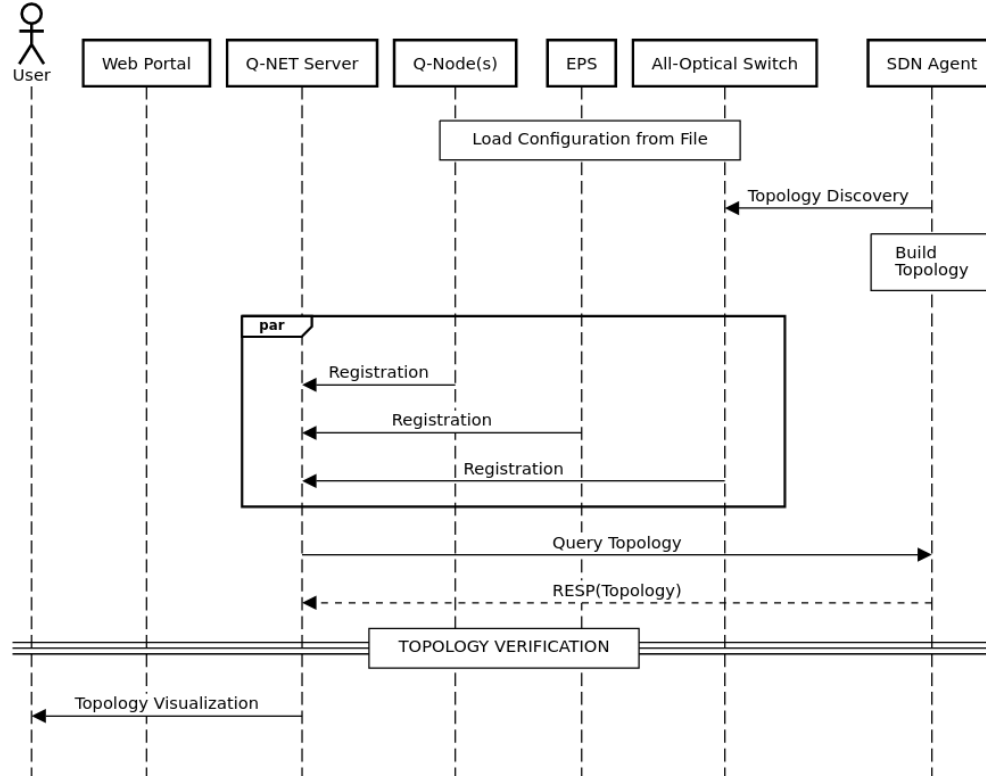 User
Web Portal
Q-NET Server
Q-Node(s)
EPS
All-Optical Switch
SDN Agent
Load Configuration from File
Topology Discovery
Build
Topology
par
Registration
Registration
Registration
Query Topology
RESP(Topology)
TOPOLOGY VERIFICATION
Topology Visualization